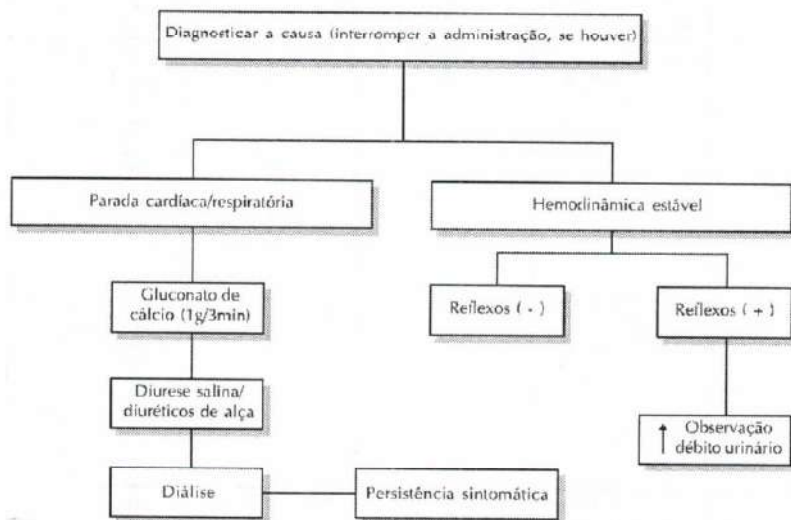 Diagnosticar a causa (interromper a administração, se houver)
Parada cardíaca/respiratória
Hemodinâmica estável
Gluconato de
cálcio (1g/3min)
Reflexos ( - )
Reflexos ( + )
Diurese salina/
diuréticos de alça
↑ Observação
débito urinário
Diálise
Persistência sintomática